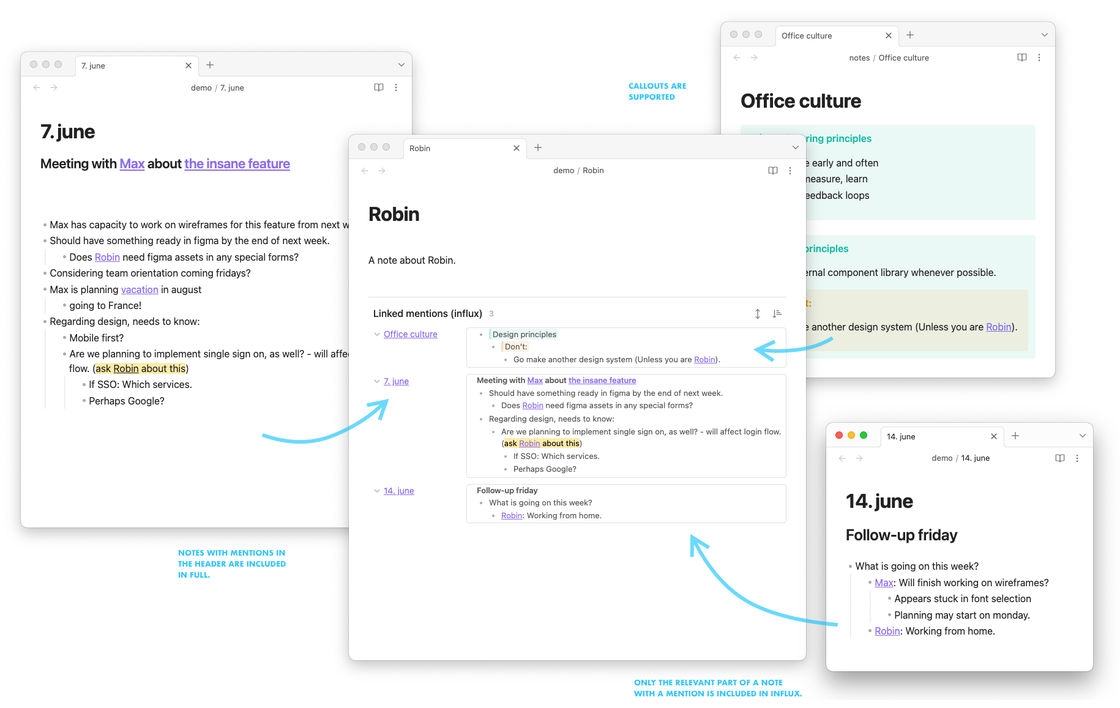 7. june
demo / 7. june
7. june
Meeting with Max about the insane feature
Max has capacity to work on wireframes for this feature from next w
Should have something ready in figma by the end of next week.
Does Robin need figma assets in any special forms?
Considering team orientation coming fridays?
Max is planning vacation in august
going to France!
Regarding design, needs to know:
Mobile first?
Are we planning to implement single sign on, as well? - will affe
flow. (ask Robin about this)
If SSO: Which services.
Perhaps Google?
NOTES WITH MENTIONS IN
THE HEADER ARE INCLUDED
IN FULL.
Robin
demo / Robin
Robin
A note about Robin.
Linked mentions (influx) 3
Office culture
Design principles
Don't:
Go make another design system (Unless you are Robin).
7. june
Meeting with Max about the insane feature
Should have something ready in figma by the end of next week.
Does Robin need figma assets in any special forms?
Regarding design, needs to know:
Are we planning to implement single sign on, as well? - will affect login flow.
(ask Robin about this)
If SSO: Which services.
Perhaps Google?
14. june
Follow-up friday
What is going on this week?
Robin: Working from home.
CALLOUTS ARE
SUPPORTED
Office culture
notes / Office culture
Office culture
ring principles
e early and often
measure, learn
eedback loops
principles
ernal component library whenever possible.
t:
e another design system (Unless you are Robin).
14. june
demo / 14. june
14. june
Follow-up friday
What is going on this week?
Max: Will finish working on wireframes?
Appears stuck in font selection
Planning may start on monday.
Robin: Working from home.
ONLY THE RELEVANT PART OF A NOTE
WITH A MENTION IS INCLUDED IN INFLUX.